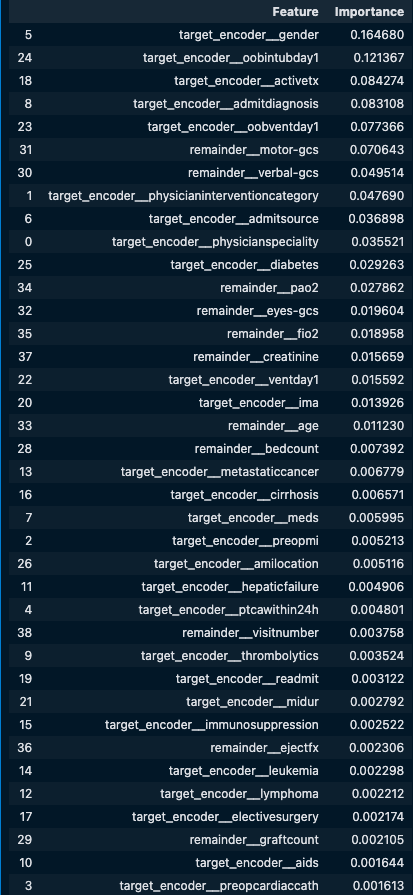 Feature Importance
5 target_encoder__gender 0.164680
24 target_encoder__oobintubday1 0.121367
18 target_encoder__activetx 0.084274
8 target_encoder__admitdiagnosis 0.083108
23 target_encoder__oobventday1 0.077366
31 remainder__motor-gcs 0.070643
30 remainder__verbal-gcs 0.049514
1 target_encoder__physicianinterventioncategory 0.047690
6 target_encoder__admitsource 0.036898
0 target_encoder__physicianspeciality 0.035521
25 target_encoder__diabetes 0.029263
34 remainder__pao2 0.027862
32 remainder__eyes-gcs 0.019604
35 remainder__fio2 0.018958
37 remainder__creatinine 0.015659
22 target_encoder__ventday1 0.015592
20 target_encoder__ima 0.013926
33 remainder__age 0.011230
28 remainder__bedcount 0.007392
13 target_encoder__metastaticcancer 0.006779
16 target_encoder__cirrhosis 0.006571
7 target_encoder__meds 0.005995
2 target_encoder__preopmi 0.005213
26 target_encoder__amilocation 0.005116
11 target_encoder__hepaticfailure 0.004906
4 target_encoder__ptcawithin24h 0.004801
38 remainder__visitnumber 0.003758
9 target_encoder__thrombolytics 0.003524
19 target_encoder__readmit 0.003122
21 target_encoder__midur 0.002792
15 target_encoder__immunosuppression 0.002522
36 remainder__ejectfx 0.002306
14 target_encoder__leukemia 0.002298
12 target_encoder__lymphoma 0.002212
17 target_encoder__electivesurgery 0.002174
29 remainder__graftcount 0.002105
10 target_encoder__aids 0.001644
3 target_encoder__preopcardiaccath 0.001613